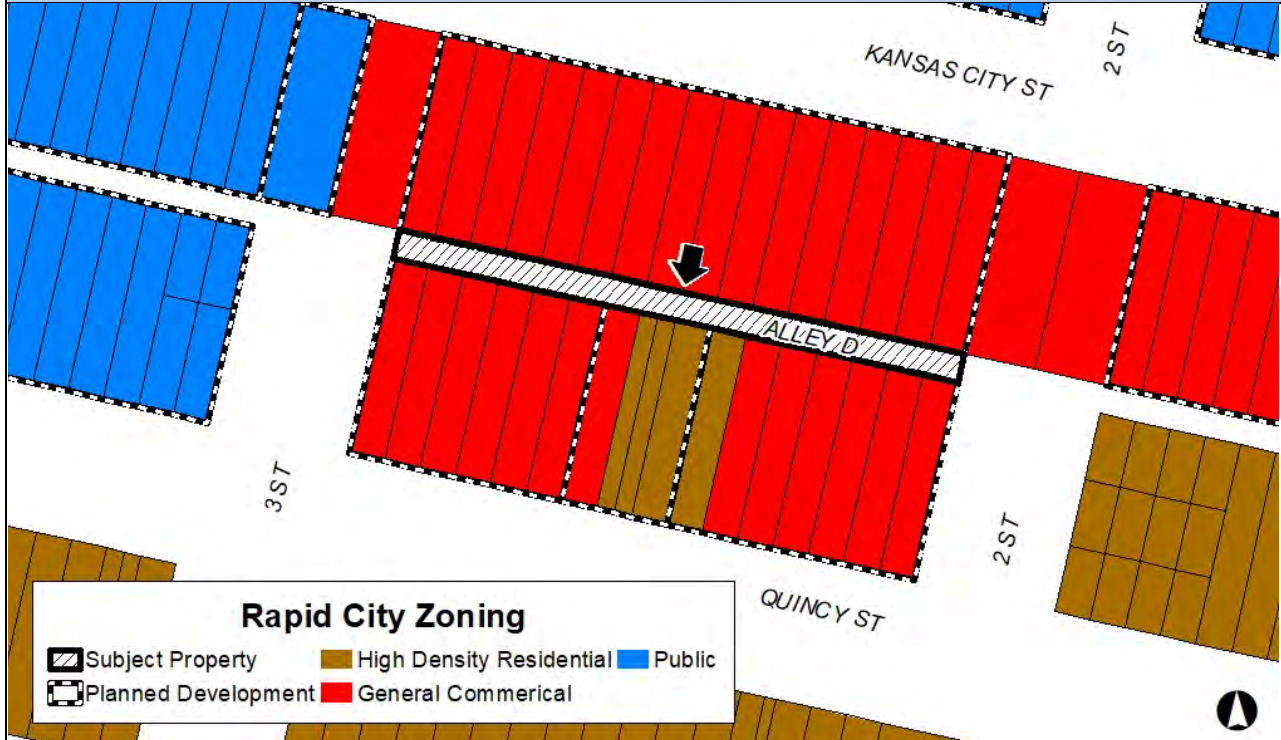 KANSAS CITY ST
2 ST
ALLEY D
3 ST
2 ST
QUINCY ST
Rapid City Zoning
Subject Property
High Density Residential
Public
Planned Development
General Commerical